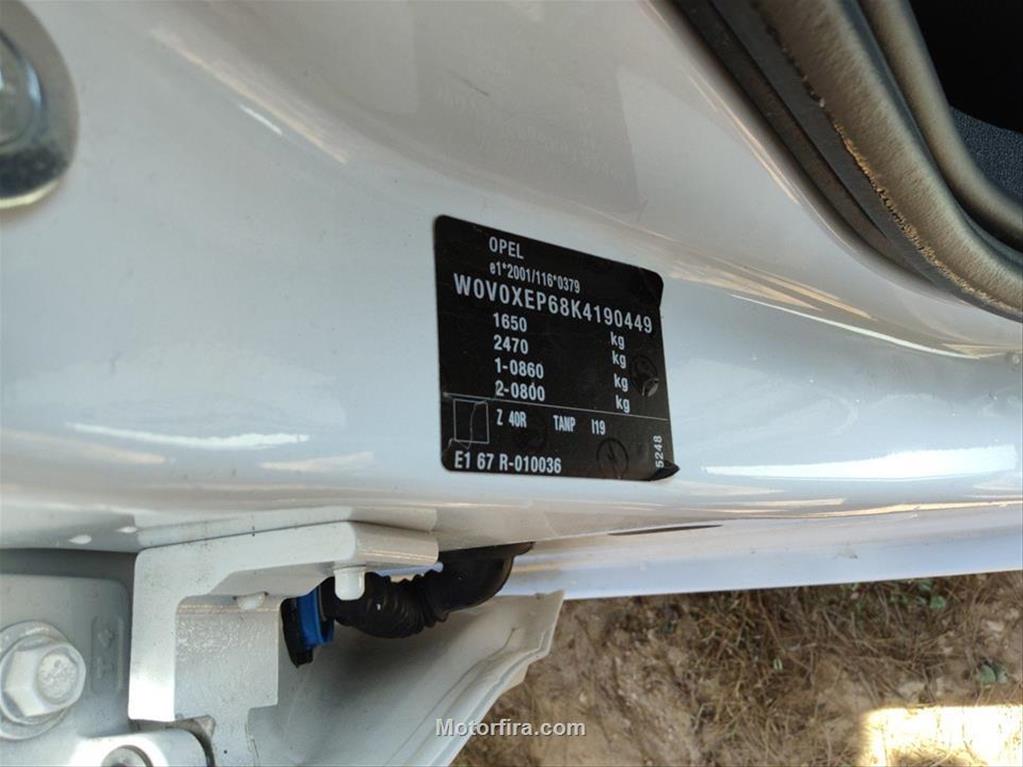 OPEL
e1*2001/116*0379
W0V0XEP68K4190449
1650 kg
2470 kg
1-0860 kg
2-0800 kg
Z 40R TANP I19
E1 67 R-010036
5248
Motorfira.com